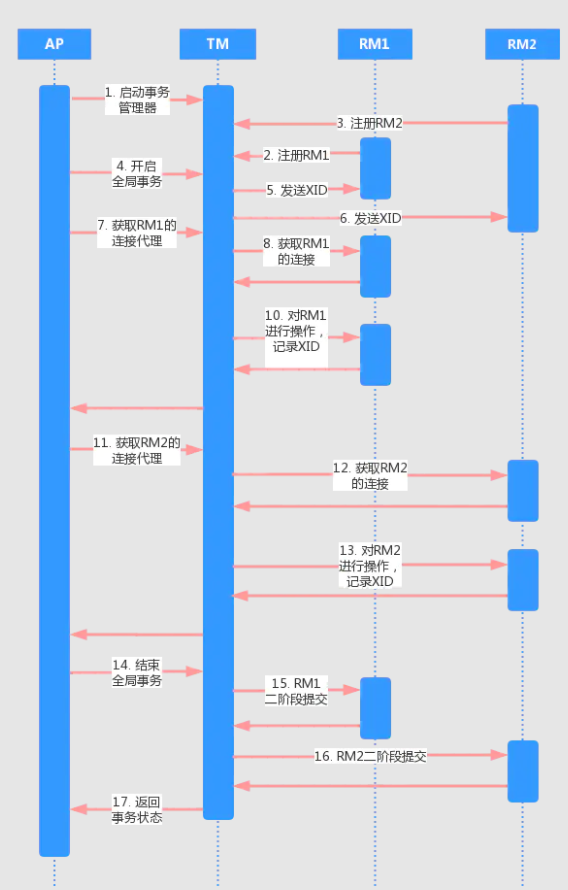 AP
TM
RM1
RM2
1. 启动事务
管理器
3. 注册RM2
2. 注册RM1
4. 开启
全局事务
5. 发送XID
6. 发送XID
7. 获取RM1的
连接代理
8. 获取RM1
的连接
10. 对RM1
进行操作，
记录XID
11. 获取RM2的
连接代理
12. 获取RM2
的连接
13. 对RM2
进行操作，
记录XID
14. 结束
全局事务
15. RM1
二阶段提交
16. RM2二阶段提交
17. 返回
事务状态